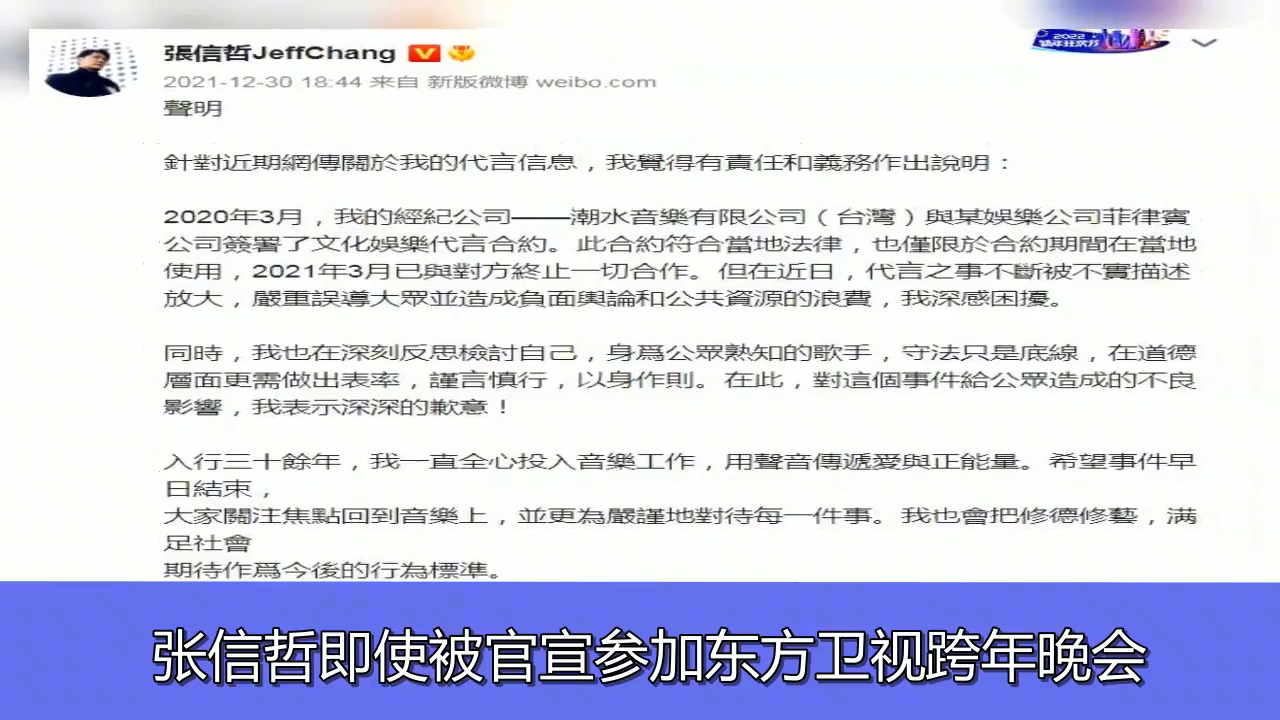 張信哲JeffChang
2022
跨年狂欢节
2021-12-30 18:44 来自 新版微博 weibo.com
聲明
針對近期網傳關於我的代言信息，我覺得有責任和義務作出說明：
2020年3月，我的經紀公司——潮水音樂有限公司（台灣）與某娛樂公司菲律賓
公司簽署了文化娛樂代言合約。此合約符合當地法律，也僅限於合約期間在當地
使用，2021年3月已與對方終止一切合作。但在近日，代言之事不斷被不實描述
放大，嚴重誤導大眾並造成負面輿論和公共資源的浪費，我深感困擾。
同時，我也在深刻反思檢討自己，身爲公眾熟知的歌手，守法只是底線，在道德
層面更需做出表率，謹言慎行，以身作則。在此，對這個事件給公眾造成的不良
影響，我表示深深的歉意！
入行三十餘年，我一直全心投入音樂工作，用聲音傳遞愛與正能量。希望事件早
日結束，
大家關注焦點回到音樂上，並更為嚴謹地對待每一件事。我也會把修德修藝，满
足社會
期待作爲今後的行為標準。
张信哲即使被官宣参加东方卫视跨年晚会